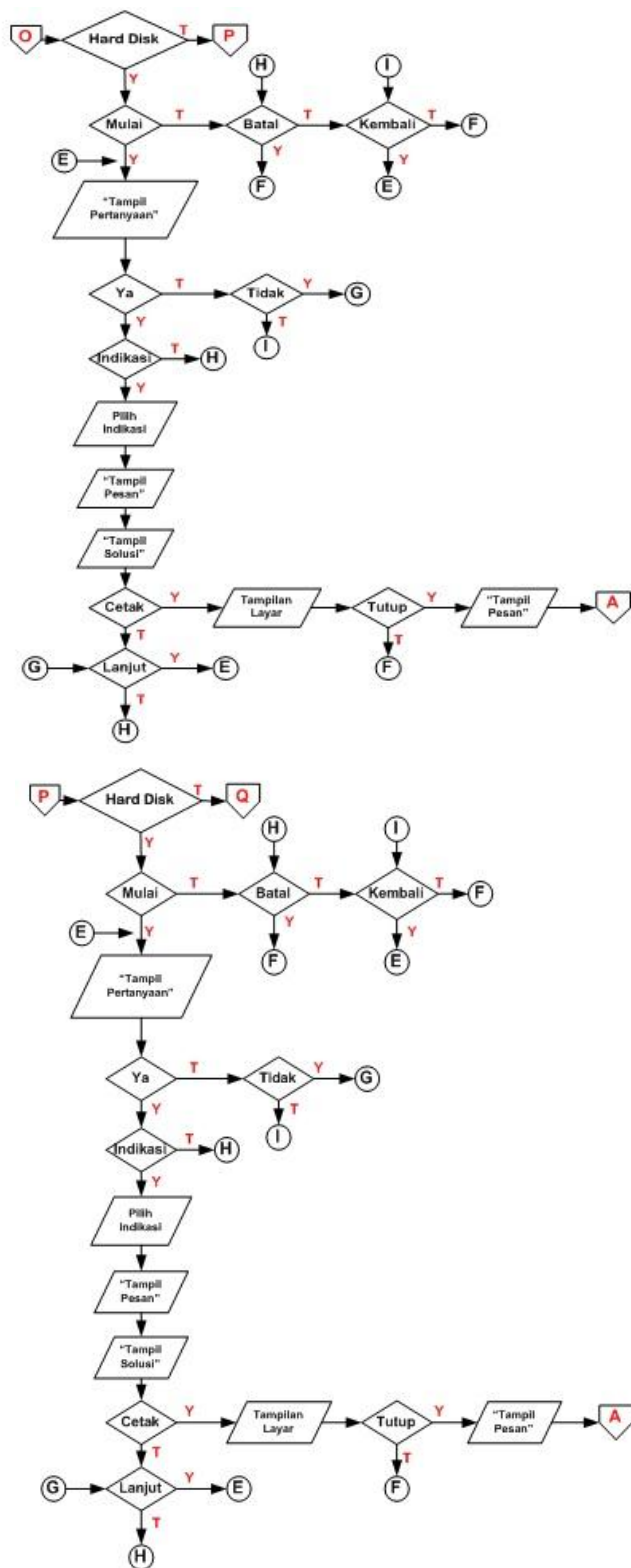 O Hard Disk T P
Y
H I
Mulai T Batal T Kembali T F
E Y Y Y
F E
“Tampil
Pertanyaan”
Ya T Tidak Y G
Y T
Indikasi T H I
Y
Pilih
Indikasi
“Tampil
Pesan”
“Tampil
Solusi”
Cetak Y Tampilan
Layar Tutup Y “Tampil
Pesan” A
T T
G Lanjut Y E F
T
H
P Hard Disk T Q
Y
H I
Mulai T Batal T Kembali T F
E Y Y Y
F E
“Tampil
Pertanyaan”
Ya T Tidak Y G
Y T
Indikasi T H I
Y
Pilih
Indikasi
“Tampil
Pesan”
“Tampil
Solusi”
Cetak Y Tampilan
Layar Tutup Y “Tampil
Pesan” A
T T
G Lanjut Y E F
T
H